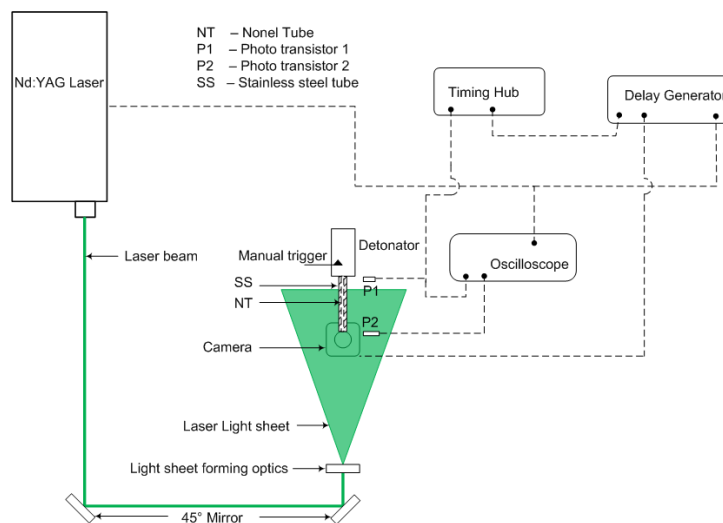 NT – Nonel Tube
P1 – Photo transistor 1
P2 – Photo transistor 2
SS – Stainless steel tube
Nd:YAG Laser
Timing Hub
Delay Generator
Laser beam
Manual trigger
Detonator
Oscilloscope
SS
P1
NT
P2
Camera
Laser Light sheet
Light sheet forming optics
45° Mirror